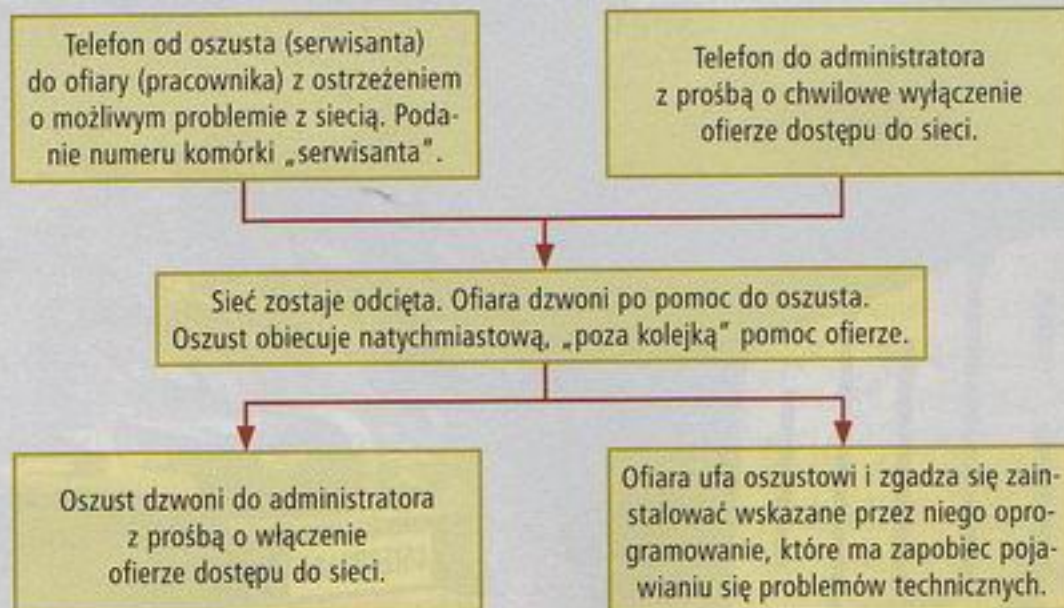 Telefon od oszusta (serwisanta)
do ofiary (pracownika) z ostrzeżeniem
o możliwym problemie z siecią. Poda-
nie numeru komórki „serwisanta”.
Telefon do administratora
z prośbą o chwilowe wyłączenie
ofierze dostępu do sieci.
Sieć zostaje odcięta. Ofiara dzwoni po pomoc do oszusta.
Oszust obiecuje natychmiastową, „poza kolejką” pomoc ofierze.
Oszust dzwoni do administratora
z prośbą o włączenie
ofierze dostępu do sieci.
Ofiara ufa oszustowi i zgadza się zain-
stalować wskazane przez niego opro-
gramowanie, które ma zapobiec poja-
wianiu się problemów technicznych.